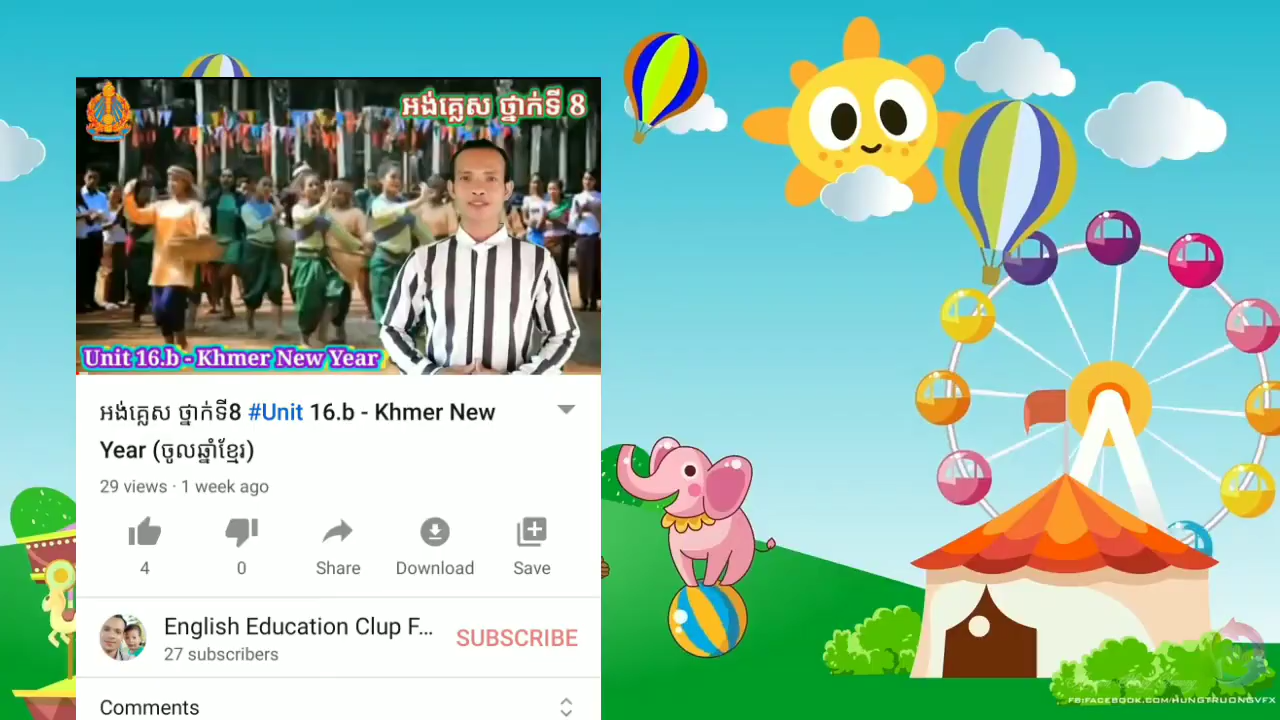 អង់គ្លេស ថ្នាក់ទី 8
Unit 16.b - Khmer New Year
អង់គ្លេស ថ្នាក់ទី8 #Unit 16.b - Khmer New
Year (ចូលឆ្នាំខ្មែរ)
29 views · 1 week ago
4
0
Share
Download
Save
English Education Clup F...
SUBSCRIBE
27 subscribers
Comments
FB:FACEBOOK.COM/HUNGTRUONGVFX